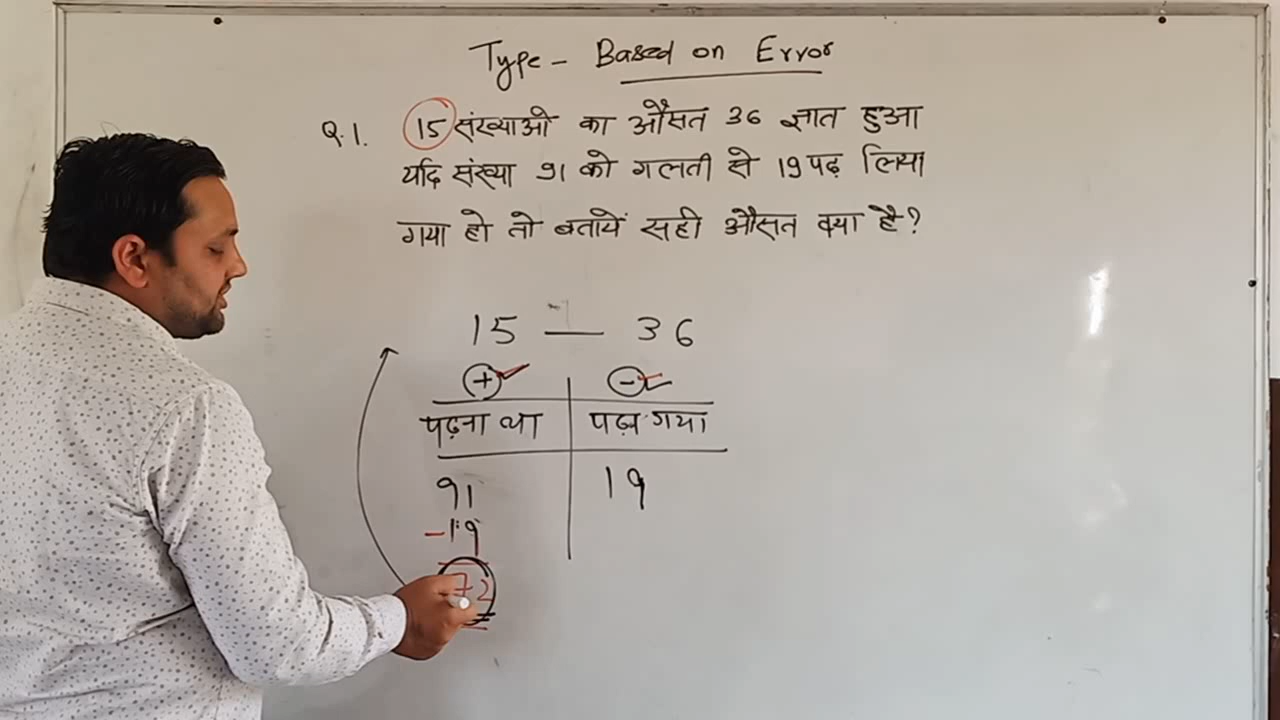 Type - Based on Error
Q.1. 15 संख्याओ का औसत 36 ज्ञात हुआ
यदि संख्या 91 को गलती से 19 पढ़ लिया
गया हो तो बतायें सही औसत क्या है?
15 — 36
+ -
पढ़ना था पढ़ा गया
91 19
-19
72